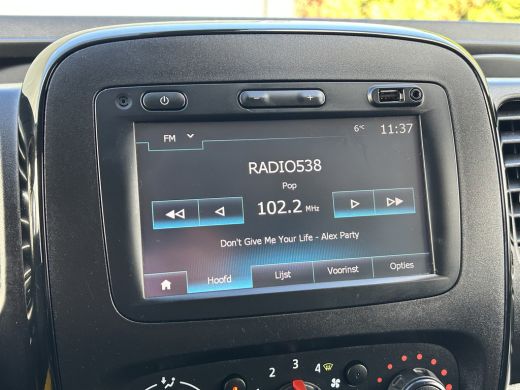 FM
6°C 11:37
RADIO538
Pop
102.2 MHz
Don't Give Me Your Life - Alex Party
Hoofd Lijst Voorinst Opties
2 3 4